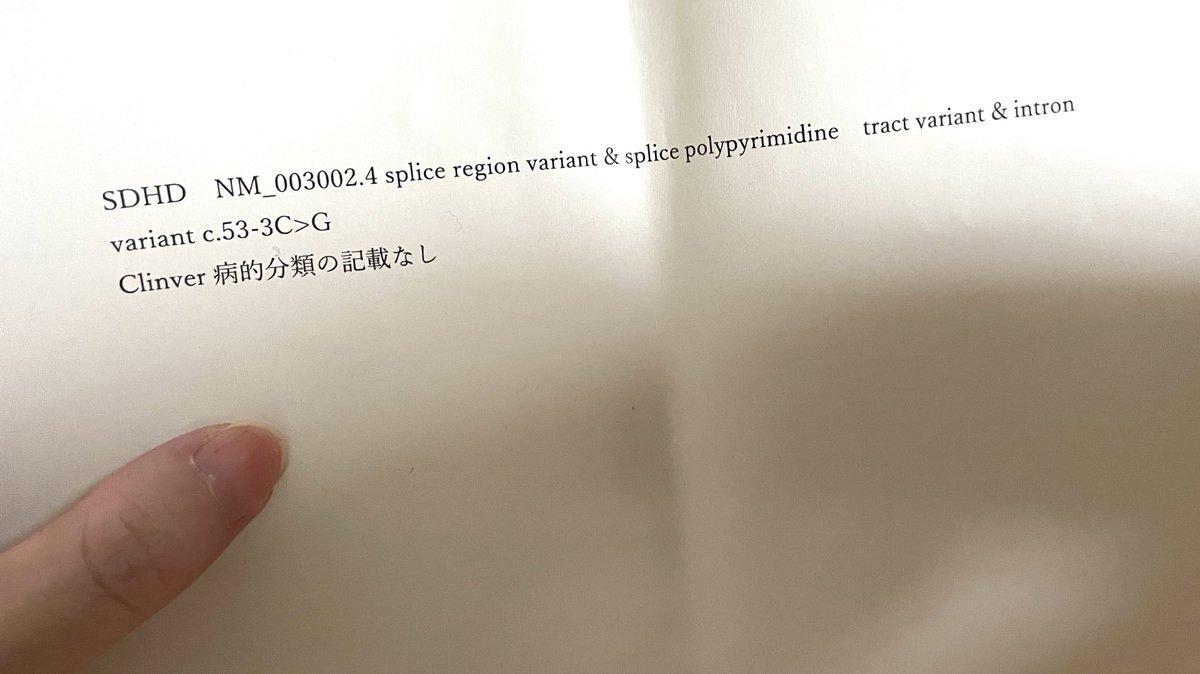 SDHD　NM_003002.4 splice region variant & splice polypyrimidine　tract variant & intron
variant c.53-3C>G
Clinver 病的分類の記載なし